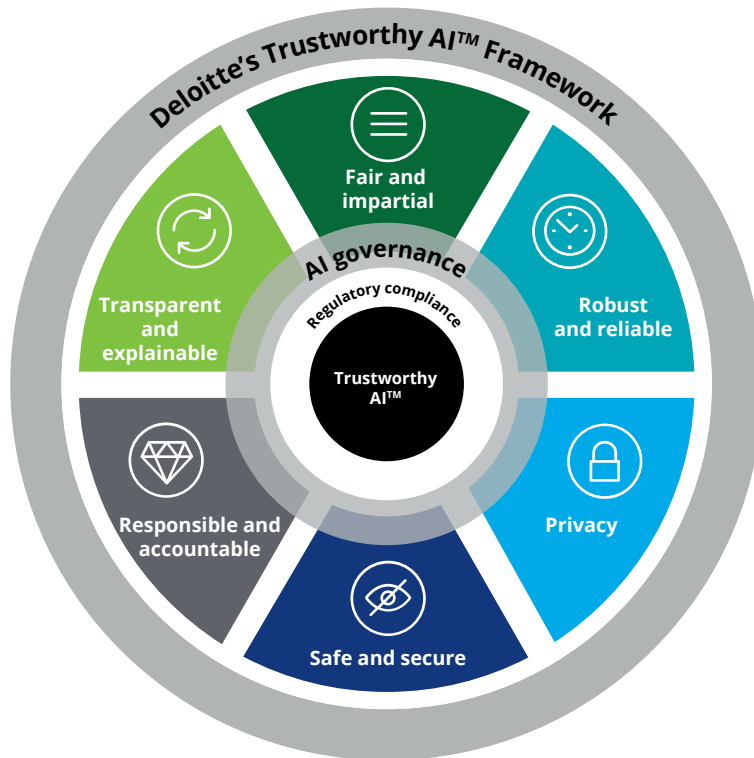 Deloitte's Trustworthy AI™ Framework
Fair and
impartial
Robust
and reliable
Privacy
Safe and secure
Responsible and
accountable
Transparent
and
explainable
AI governance
Regulatory compliance
Trustworthy
AI™